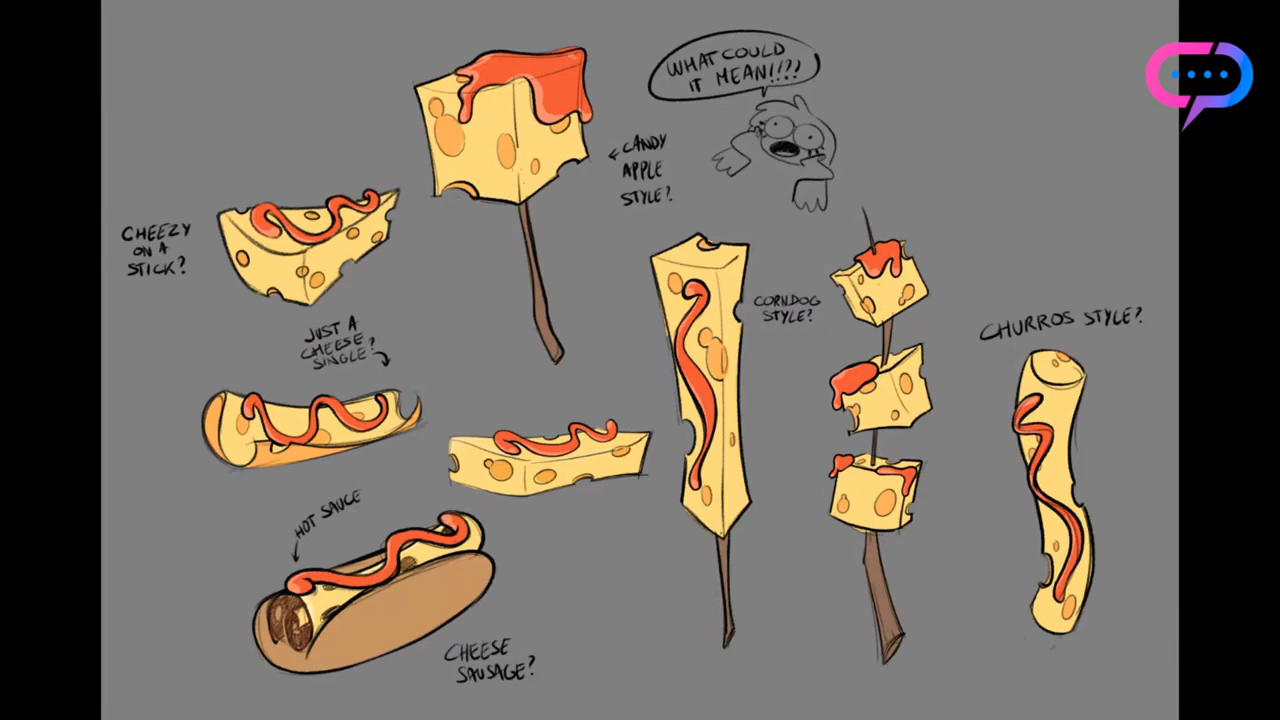 WHAT COULD
IT MEAN!!??
←CANDY
APPLE
STYLE?
CHEEZY
ON A
STICK?
JUST A
CHEESE
SINGLE?
CORNDOG
STYLE?
CHURROS STYLE?
HOT SAUCE
CHEESE
SAUSAGE?